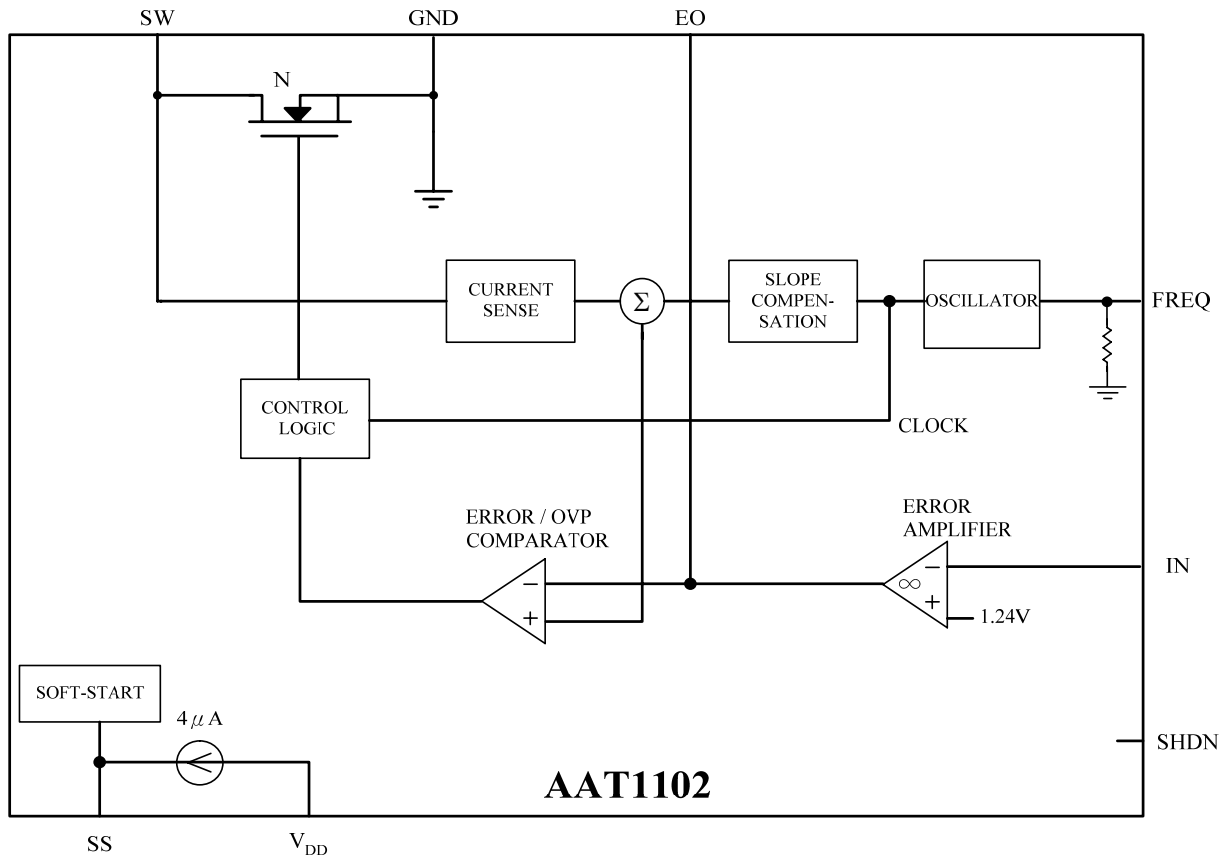 SW
GND
EO
N
CURRENT
SENSE
Σ
SLOPE
COMPEN-
SATION
OSCILLATOR
FREQ
CONTROL
LOGIC
CLOCK
ERROR / OVP
COMPARATOR
ERROR
AMPLIFIER
−
+
∞
−
+
1.24V
IN
SOFT-START
4μA
SHDN
AAT1102
SS
VDD